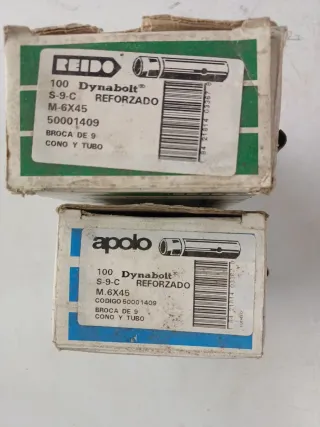 REIDO
100 Dynabolt®
S-9-C REFORZADO
M-6X45
50001409
BROCA DE 9
CONO Y TUBO
apolo
100 Dynabolt®
S-9-C REFORZADO
M.6X45
CODIGO 50001409
BROCA DE 9
CONO Y TUBO